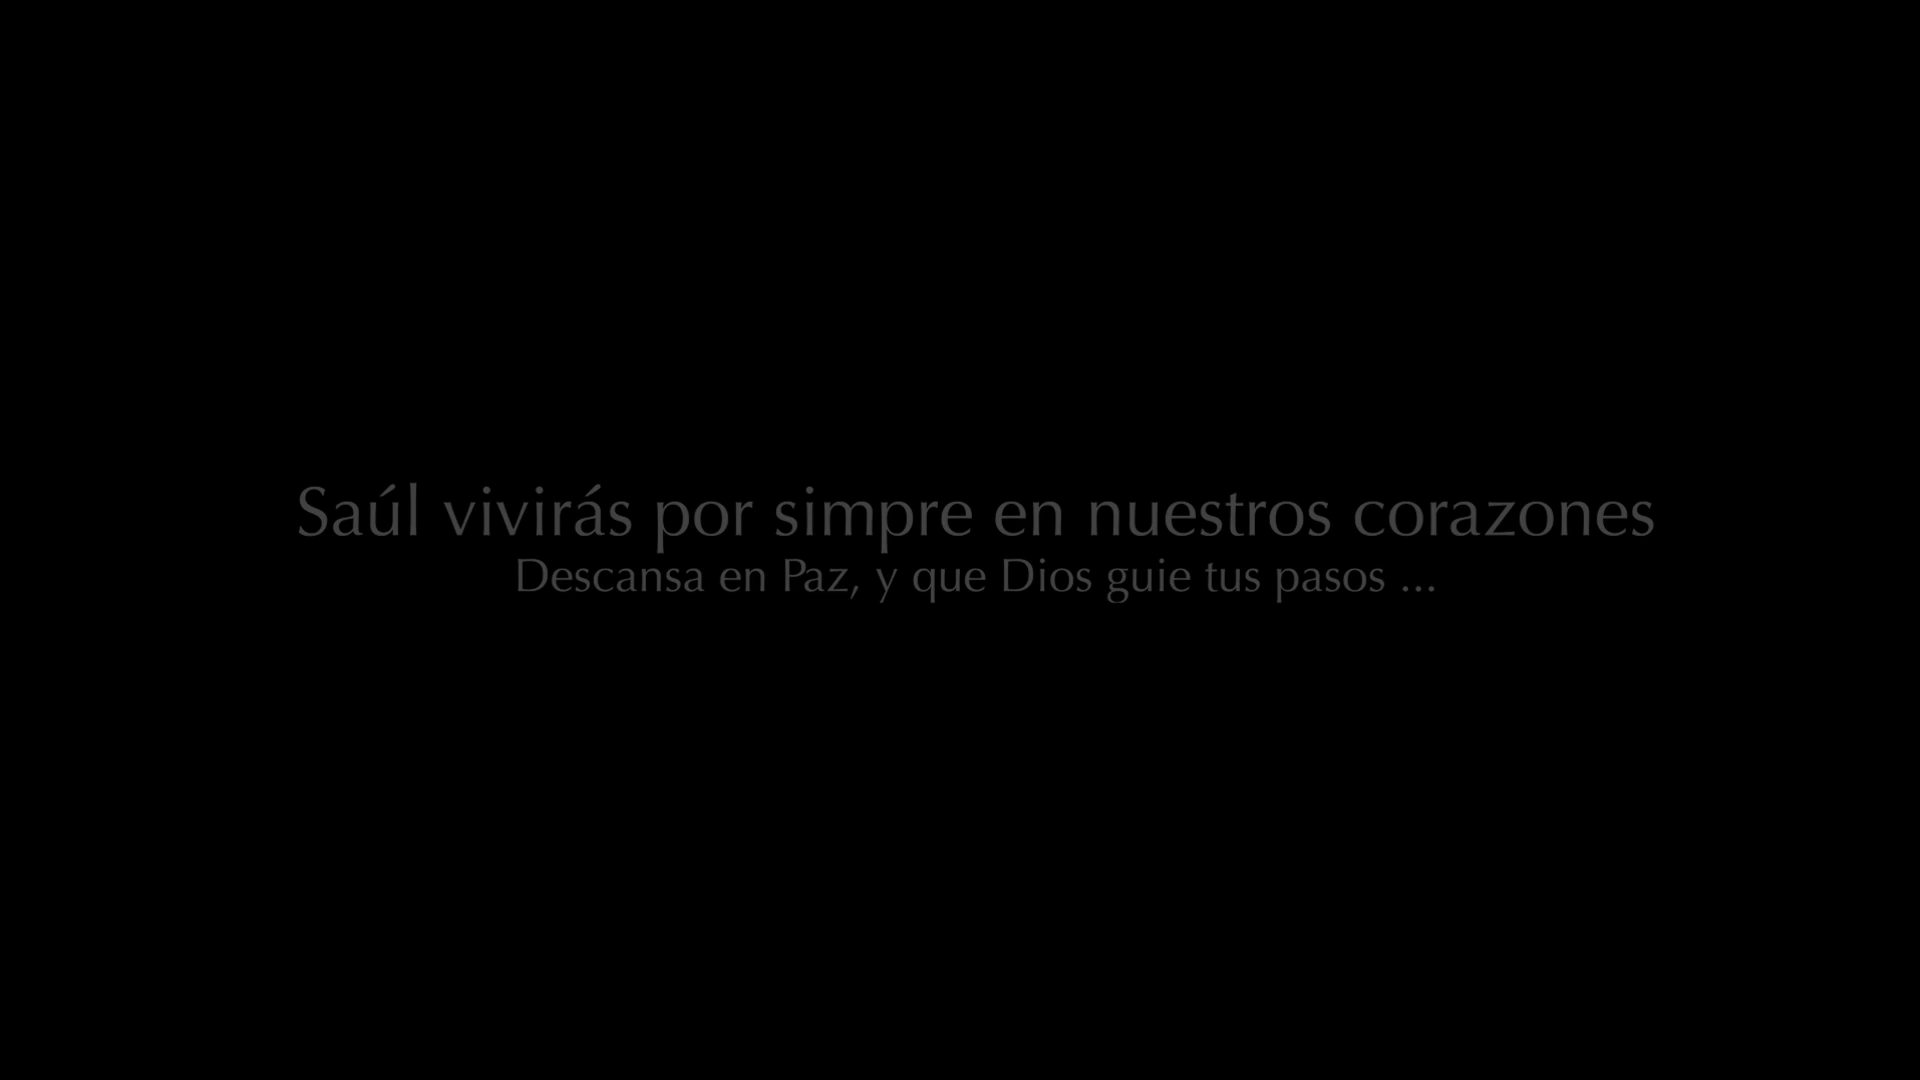 Saúl vivirás por simpre en nuestros corazones
Descansa en Paz, y que Dios guie tus pasos ...